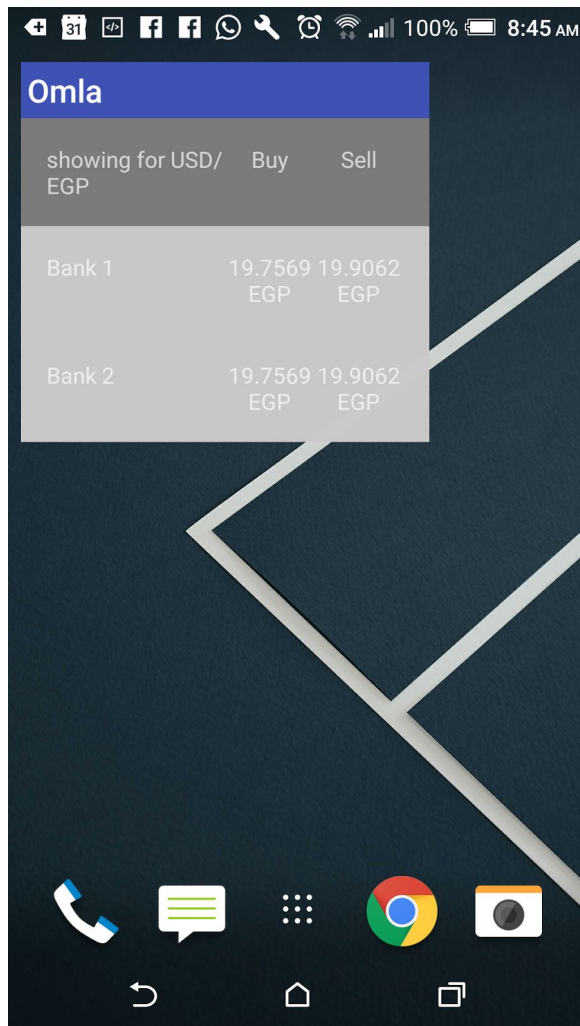 31 </> f f 100% 8:45 AM
Omla
showing for USD/ Buy Sell
EGP
Bank 1 19.7569 19.9062
EGP EGP
Bank 2 19.7569 19.9062
EGP EGP